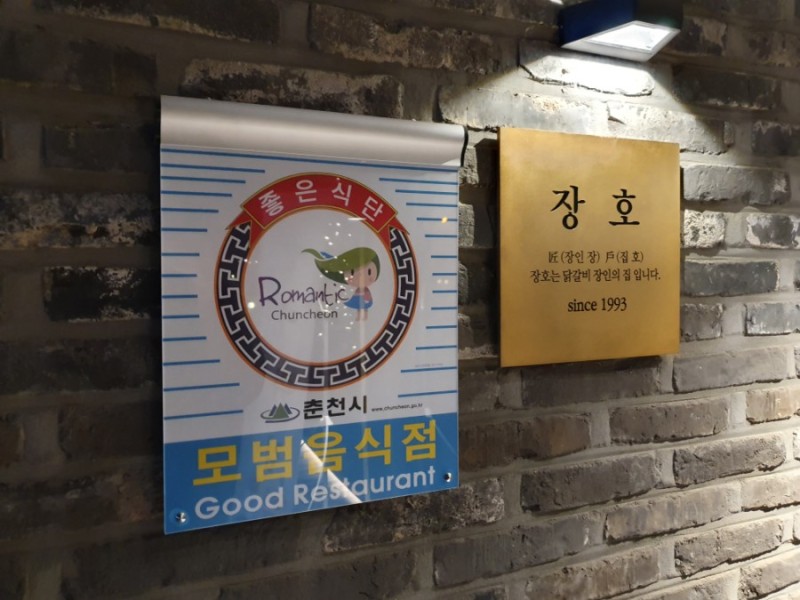 좋은식단
Romantic
Chuncheon
춘천시 www.chuncheon.go.kr
모범음식점
Good Restaurant
장 호
匠(장인 장) 戶(집 호)
장호는 닭갈비 장인의 집 입니다.
since 1993